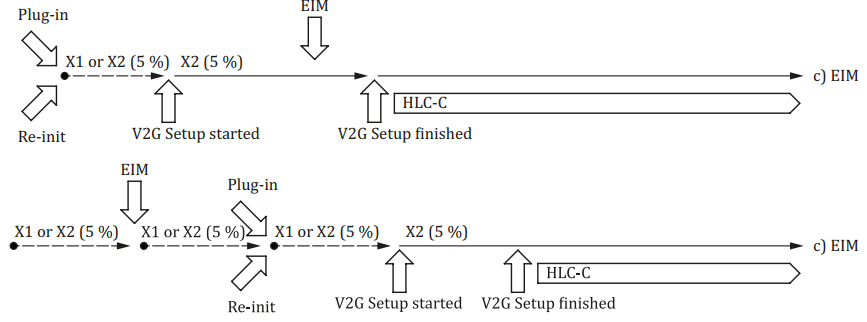 EIM
Plug-in
X1 or X2 (5 %) X2 (5 %)
c) EIM
HLC-C
Re-init
V2G Setup started
V2G Setup finished
EIM
Plug-in
X1 or X2 (5 %) X1 or X2 (5 %) X1 or X2 (5 %) X2 (5 %)
c) EIM
HLC-C
Re-init
V2G Setup started
V2G Setup finished